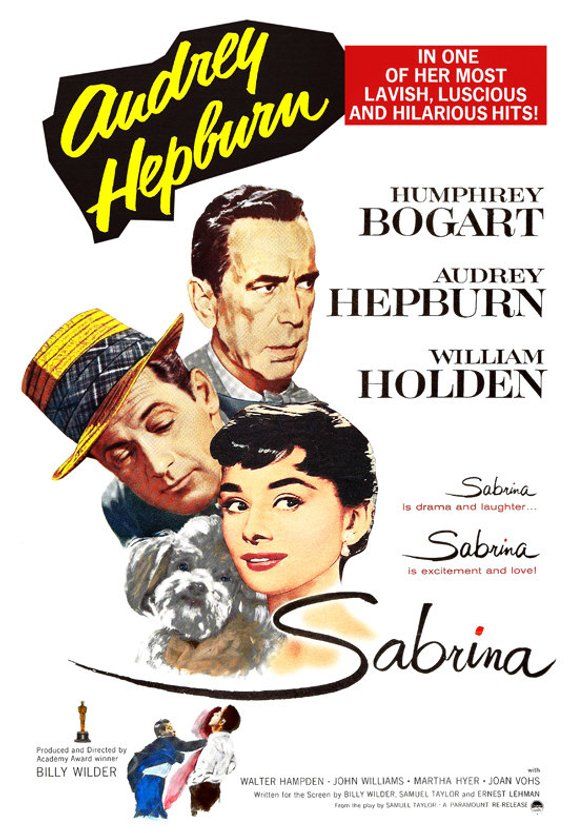 Audrey
Hepburn
IN ONE
OF HER MOST
LAVISH, LUSCIOUS
AND HILARIOUS HITS!
HUMPHREY
BOGART
AUDREY
HEPBURN
WILLIAM
HOLDEN
Sabrina
is drama and laughter...
Sabrina
is excitement and love!
Sabrina
Produced and Directed by
Academy Award winner
BILLY WILDER
with
WALTER HAMPDEN · JOHN WILLIAMS · MARTHA HYER · JOAN VOHS
Written for the Screen by BILLY WILDER, SAMUEL TAYLOR and ERNEST LEHMAN
From the play by SAMUEL TAYLOR · A PARAMOUNT RE-RELEASE